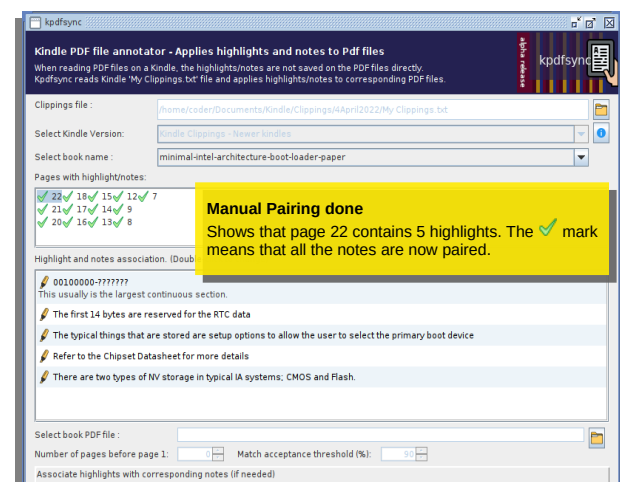 kpdfsync
Kindle PDF file annotator - Applies highlights and notes to Pdf files
When reading PDF files on a Kindle, the highlights/notes are not saved on the PDF files directly.
Kpdfsync reads Kindle 'My Clippings.txt' file and applies highlights/notes to corresponding PDF files.
alpha release
kpdfsync
Clippings file :
/home/coder/Documents/Kindle/Clippings/4April2022/My Clippings.txt
Select Kindle Version:
Kindle Clippings - Newer kindles
Select book name :
minimal-intel-architecture-boot-loader-paper
Pages with highlight/notes:
22 18 15 12 7
21 17 14 9
20 16 13 8
Manual Pairing done
Shows that page 22 contains 5 highlights. The ✓ mark
means that all the notes are now paired.
Highlight and notes association. (Doub
00100000-???????
This usually is the largest continuous section.
The first 14 bytes are reserved for the RTC data
The typical things that are stored are setup options to allow the user to select the primary boot device
Refer to the Chipset Datasheet for more details
There are two types of NV storage in typical IA systems; CMOS and Flash.
Select book PDF file :
Number of pages before page 1: 0 Match acceptance threshold (%): 90
Associate highlights with corresponding notes (if needed)